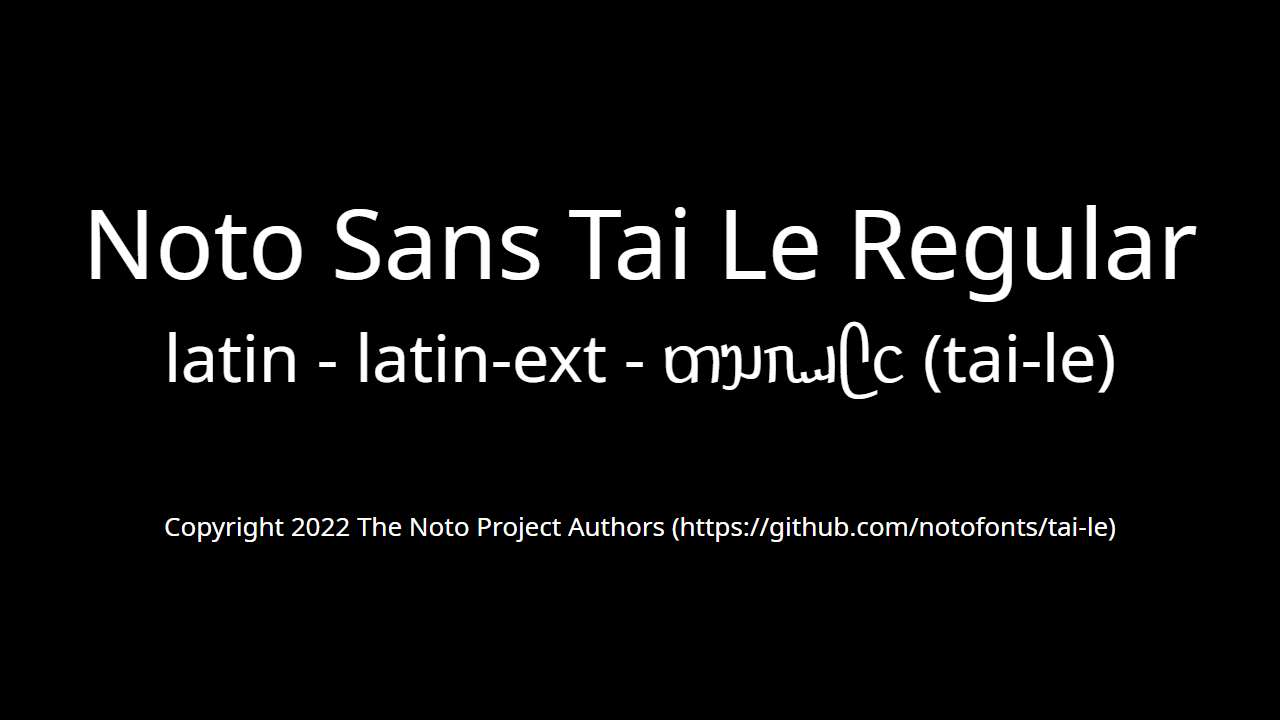 Noto Sans Tai Le Regular
latin - latin-ext - ᥖᥭᥰᥘᥫᥴ (tai-le)
Copyright 2022 The Noto Project Authors (https://github.com/notofonts/tai-le)